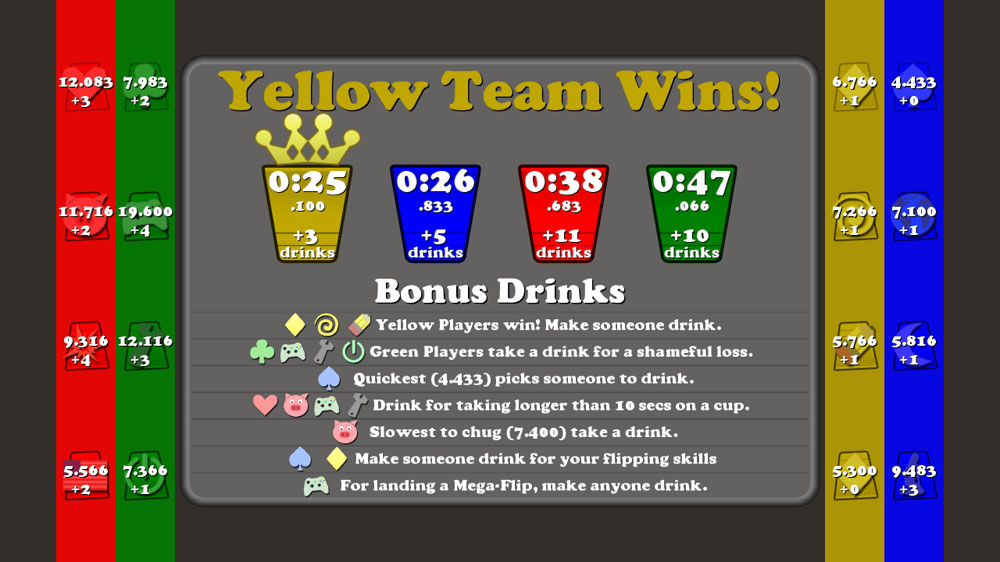 Yellow Team Wins!
0:25 0:26 0:38 0:47
.100 .833 .683 .066
+3 +5 +11 +10
drinks drinks drinks drinks
Bonus Drinks
Yellow Players win! Make someone drink.
Green Players take a drink for a shameful loss.
Quickest (4.433) picks someone to drink.
Drink for taking longer than 10 secs on a cup.
Slowest to chug (7.400) take a drink.
Make someone drink for your flipping skills
For landing a Mega-Flip, make anyone drink.
12.083 7.983
+3 +2
11.716 19.600
+2 +4
9.316 12.116
+4 +3
5.566 7.366
+2 +1
6.766 4.433
+1 +0
7.266 7.100
+1 +1
5.766 5.816
+1 +1
5.300 9.483
+0 +3